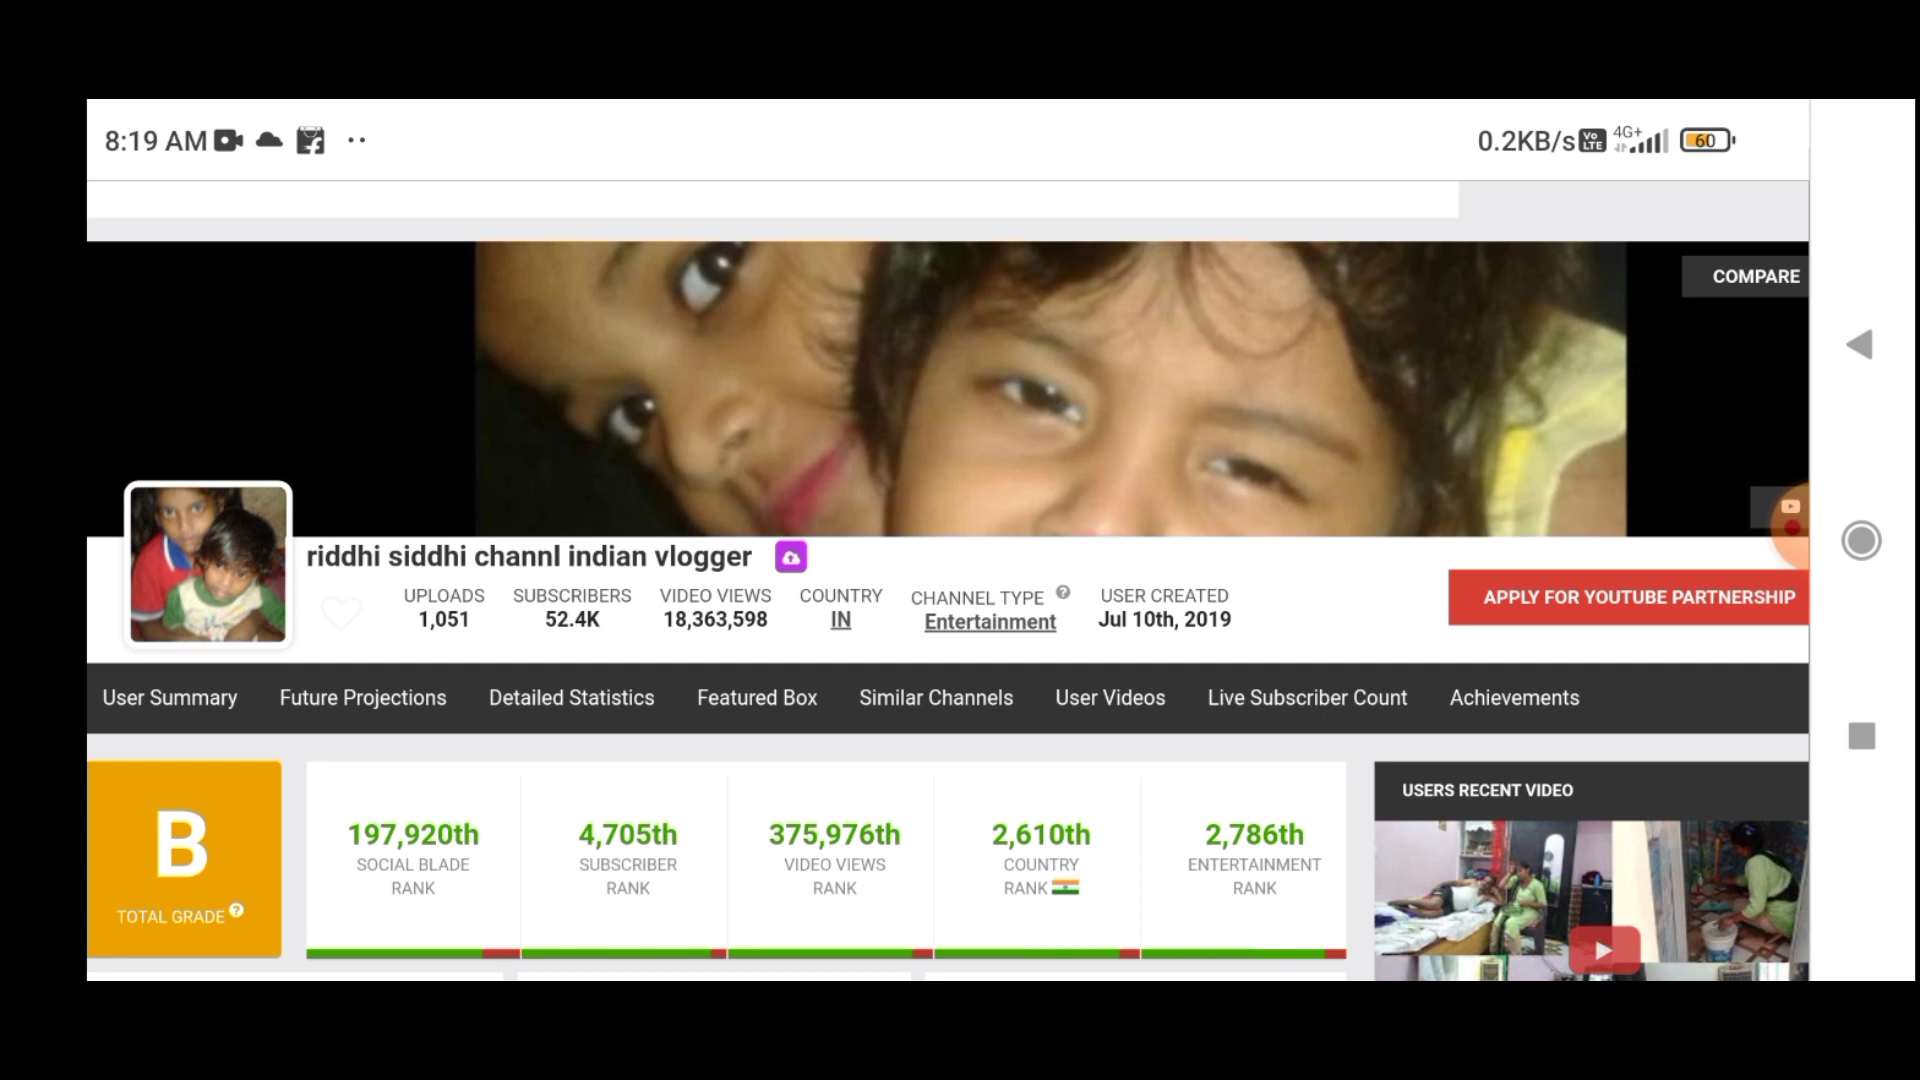 8:19 AM
0.2KB/s Vo LTE 4G+ 60
COMPARE
riddhi siddhi channl indian vlogger
UPLOADS SUBSCRIBERS VIDEO VIEWS COUNTRY CHANNEL TYPE ? USER CREATED
1,051 52.4K 18,363,598 IN Entertainment Jul 10th, 2019
APPLY FOR YOUTUBE PARTNERSHIP
User Summary Future Projections Detailed Statistics Featured Box Similar Channels User Videos Live Subscriber Count Achievements
B
TOTAL GRADE ?
197,920th
SOCIAL BLADE
RANK
4,705th
SUBSCRIBER
RANK
375,976th
VIDEO VIEWS
RANK
2,610th
COUNTRY
RANK
2,786th
ENTERTAINMENT
RANK
USERS RECENT VIDEO